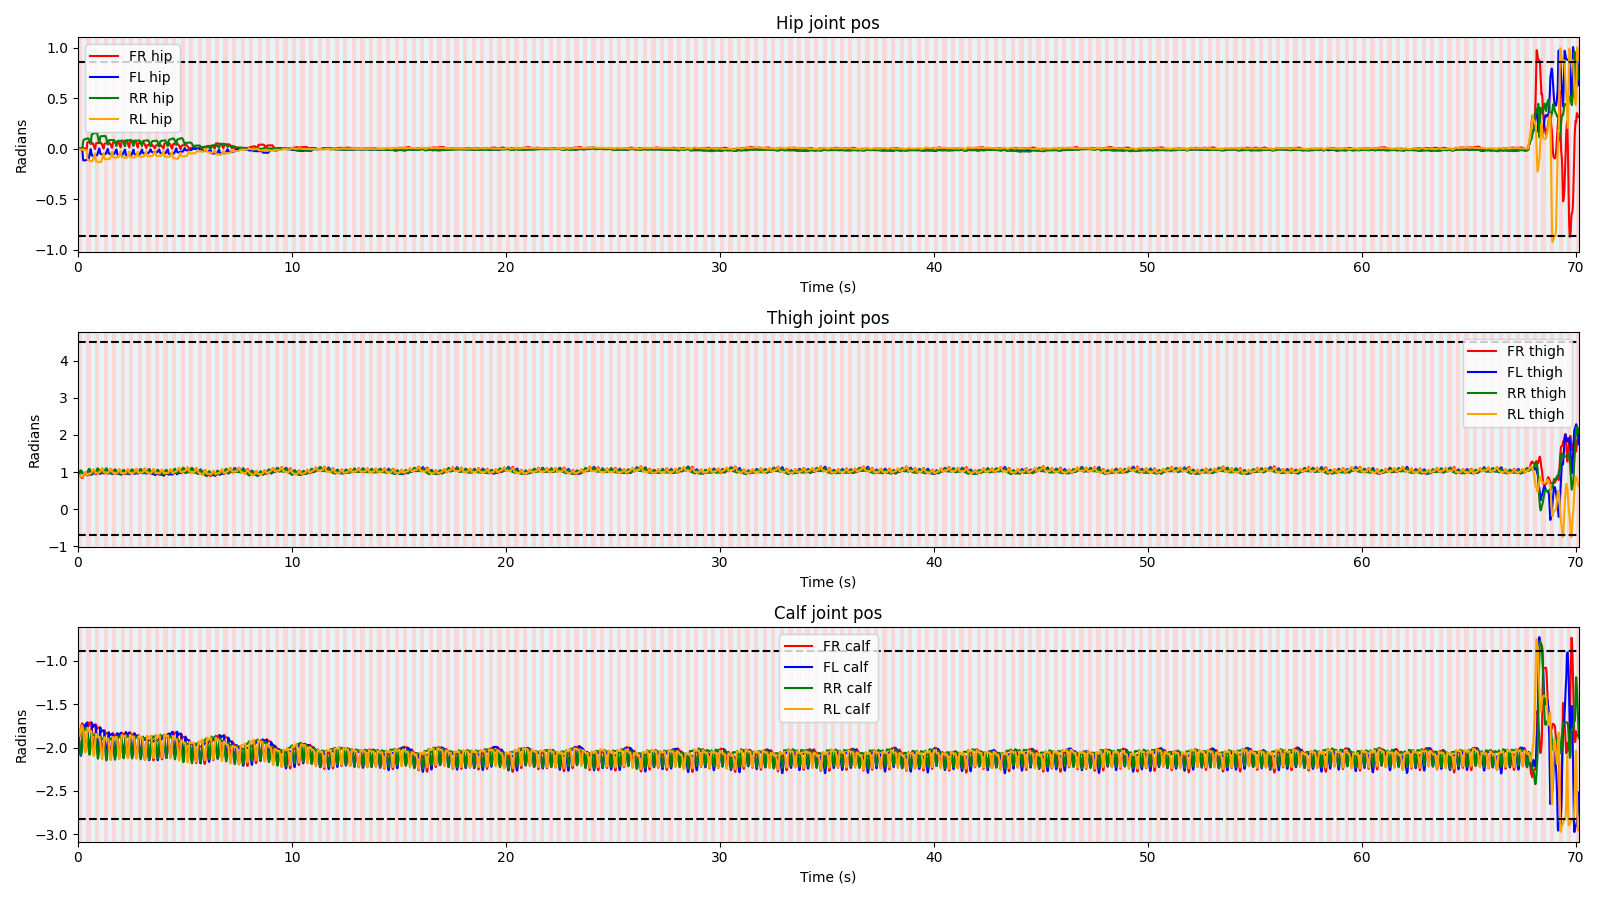 Hip joint pos
Radians
1.0
0.5
0.0
−0.5
−1.0
FR hip
FL hip
RR hip
RL hip
0 10 20 30 40 50 60 70
Time (s)
Thigh joint pos
Radians
4
3
2
1
0
−1
FR thigh
FL thigh
RR thigh
RL thigh
0 10 20 30 40 50 60 70
Time (s)
Calf joint pos
Radians
−1.0
−1.5
−2.0
−2.5
−3.0
FR calf
FL calf
RR calf
RL calf
0 10 20 30 40 50 60 70
Time (s)